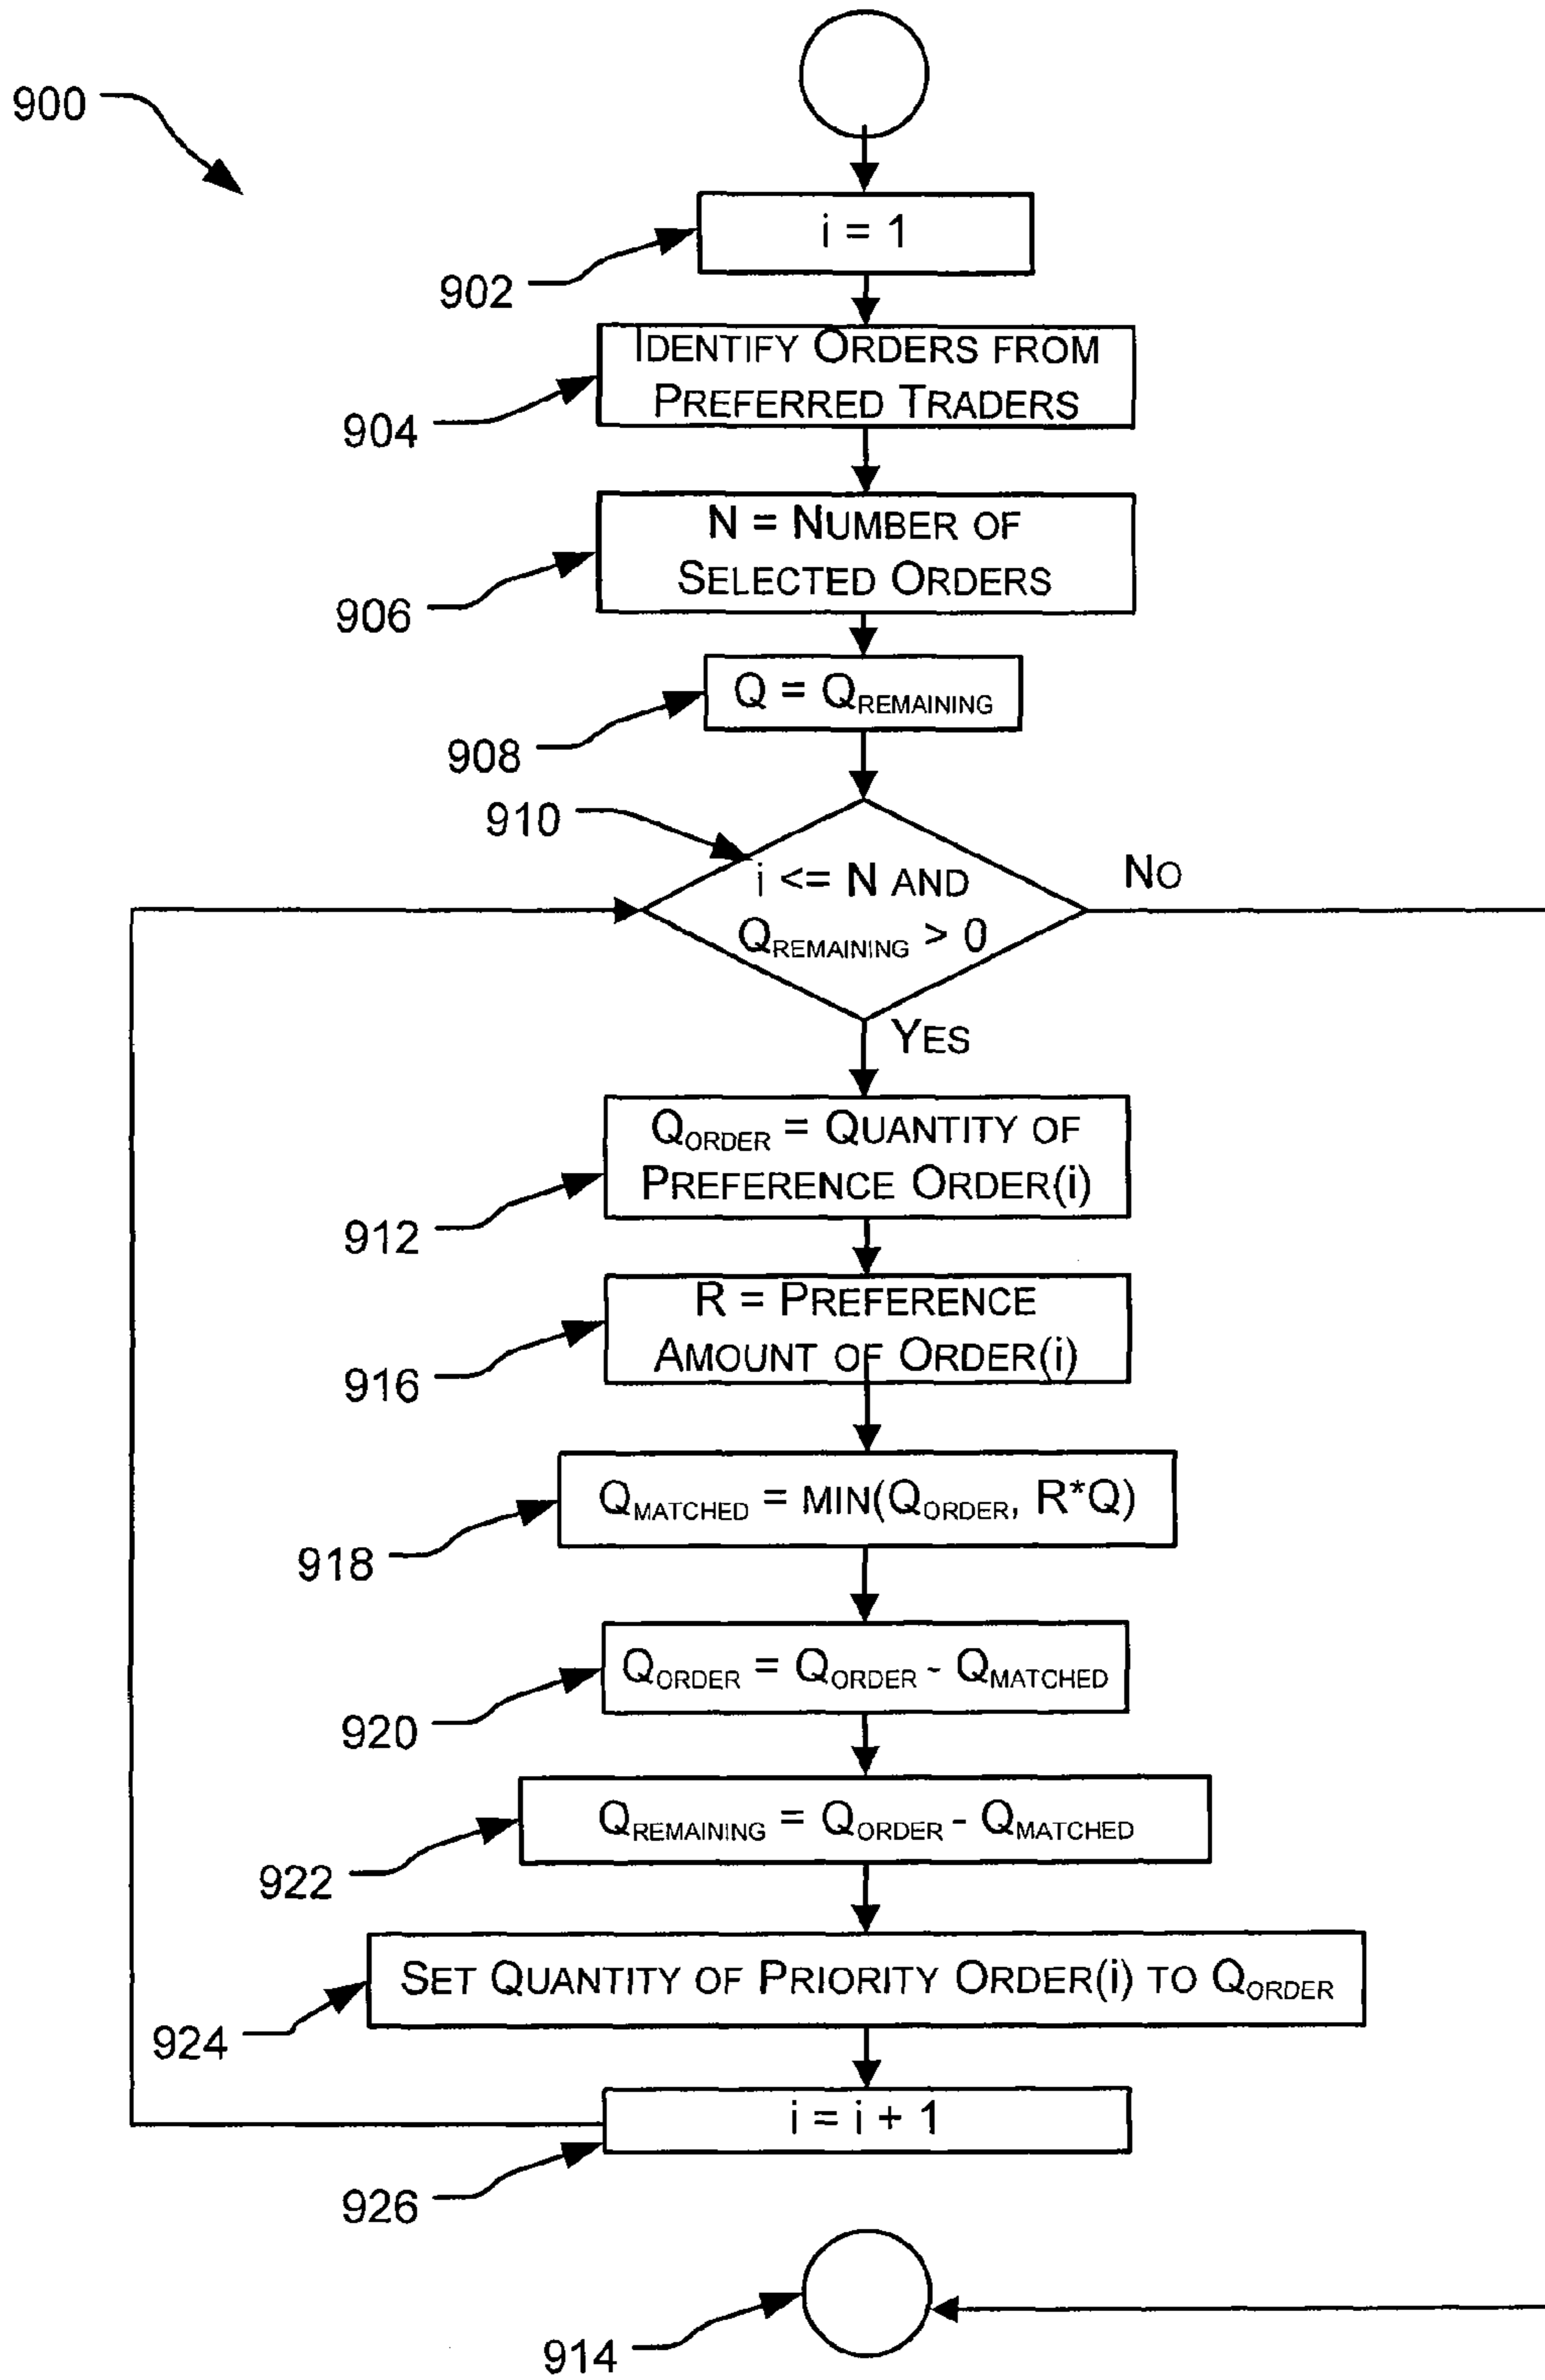 900
i = 1
902
IDENTIFY ORDERS FROM
PREFERRED TRADERS
904
N = NUMBER OF
SELECTED ORDERS
906
Q = QREMAINING
908
910
i <= N AND
QREMAINING > 0
NO
YES
QORDER = QUANTITY OF
PREFERENCE ORDER(i)
912
R = PREFERENCE
AMOUNT OF ORDER(i)
916
QMATCHED = MIN(QORDER, R*Q)
918
QORDER = QORDER - QMATCHED
920
QREMAINING = QORDER - QMATCHED
922
SET QUANTITY OF PRIORITY ORDER(i) TO QORDER
924
i = i + 1
926
914